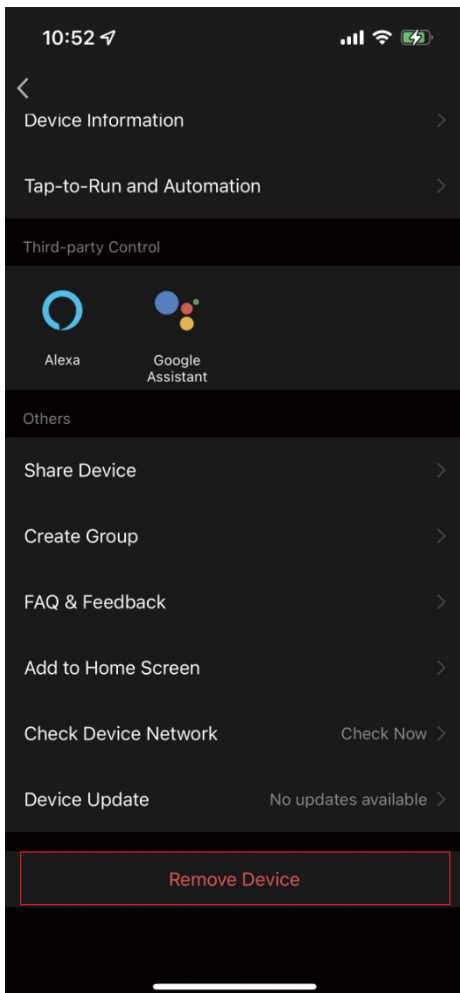 10:52
Device Information
Tap-to-Run and Automation
Third-party Control
Alexa
Google
Assistant
Others
Share Device
Create Group
FAQ & Feedback
Add to Home Screen
Check Device Network Check Now
Device Update No updates available
Remove Device